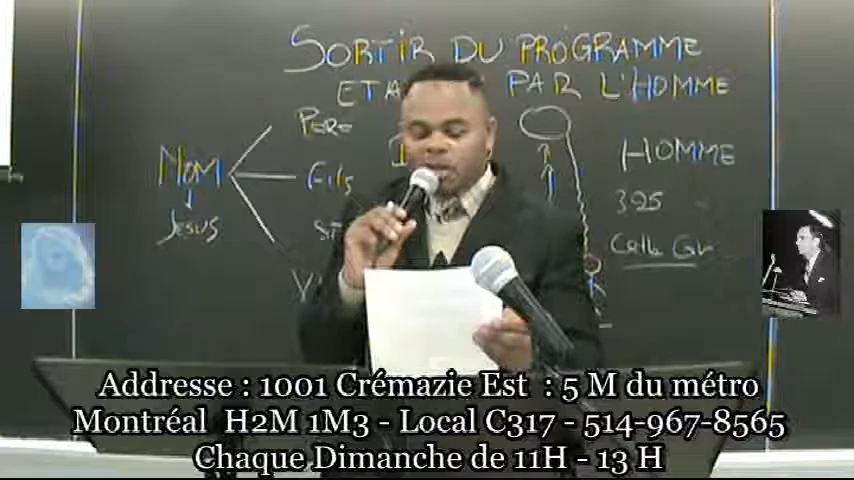 SORTIR DU PROGRAMME
PAR L'HOMME
PERE
NOM
Fils
JESUS
HOMME
325
Addresse : 1001 Crémazie Est : 5 M du métro
Montréal H2M 1M3 - Local C317 - 514-967-8565
Chaque Dimanche de 11H - 13 H